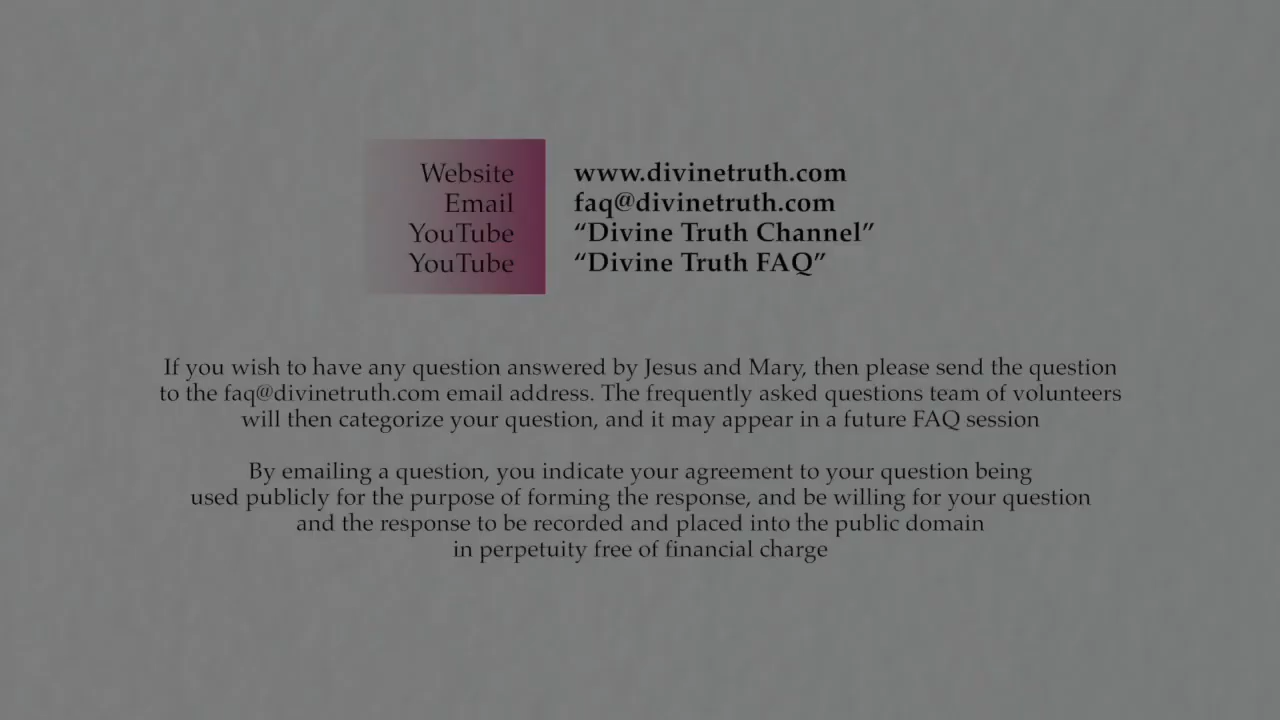 Website www.divinetruth.com
Email faq@divinetruth.com
YouTube “Divine Truth Channel”
YouTube “Divine Truth FAQ”
If you wish to have any question answered by Jesus and Mary, then please send the question
to the faq@divinetruth.com email address. The frequently asked questions team of volunteers
will then categorize your question, and it may appear in a future FAQ session
By emailing a question, you indicate your agreement to your question being
used publicly for the purpose of forming the response, and be willing for your question
and the response to be recorded and placed into the public domain
in perpetuity free of financial charge